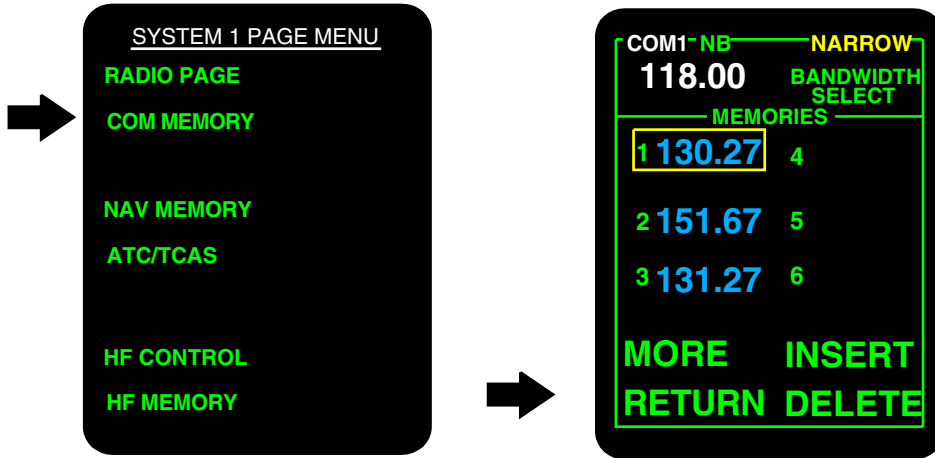 SYSTEM 1 PAGE MENU
RADIO PAGE
COM MEMORY
NAV MEMORY
ATC/TCAS
HF CONTROL
HF MEMORY
COM1 NB NARROW
118.00 BANDWIDTH
SELECT
MEMORIES
1 130.27 4
2 151.67 5
3 131.27 6
MORE INSERT
RETURN DELETE